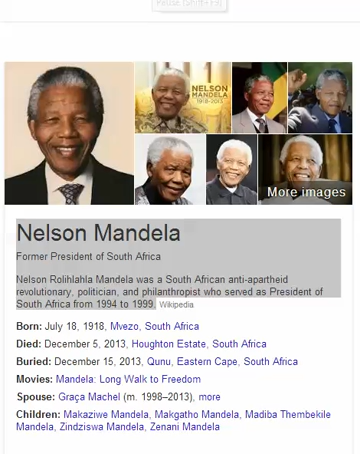 NELSON
MANDELA
1918-2013
More images
Nelson Mandela
Former President of South Africa
Nelson Rolihlahla Mandela was a South African anti-apartheid
revolutionary, politician, and philanthropist who served as President of
South Africa from 1994 to 1999. Wikipedia
Born: July 18, 1918, Mvezo, South Africa
Died: December 5, 2013, Houghton Estate, South Africa
Buried: December 15, 2013, Qunu, Eastern Cape, South Africa
Movies: Mandela: Long Walk to Freedom
Spouse: Graça Machel (m. 1998–2013), more
Children: Makaziwe Mandela, Makgatho Mandela, Madiba Thembekile
Mandela, Zindziswa Mandela, Zenani Mandela